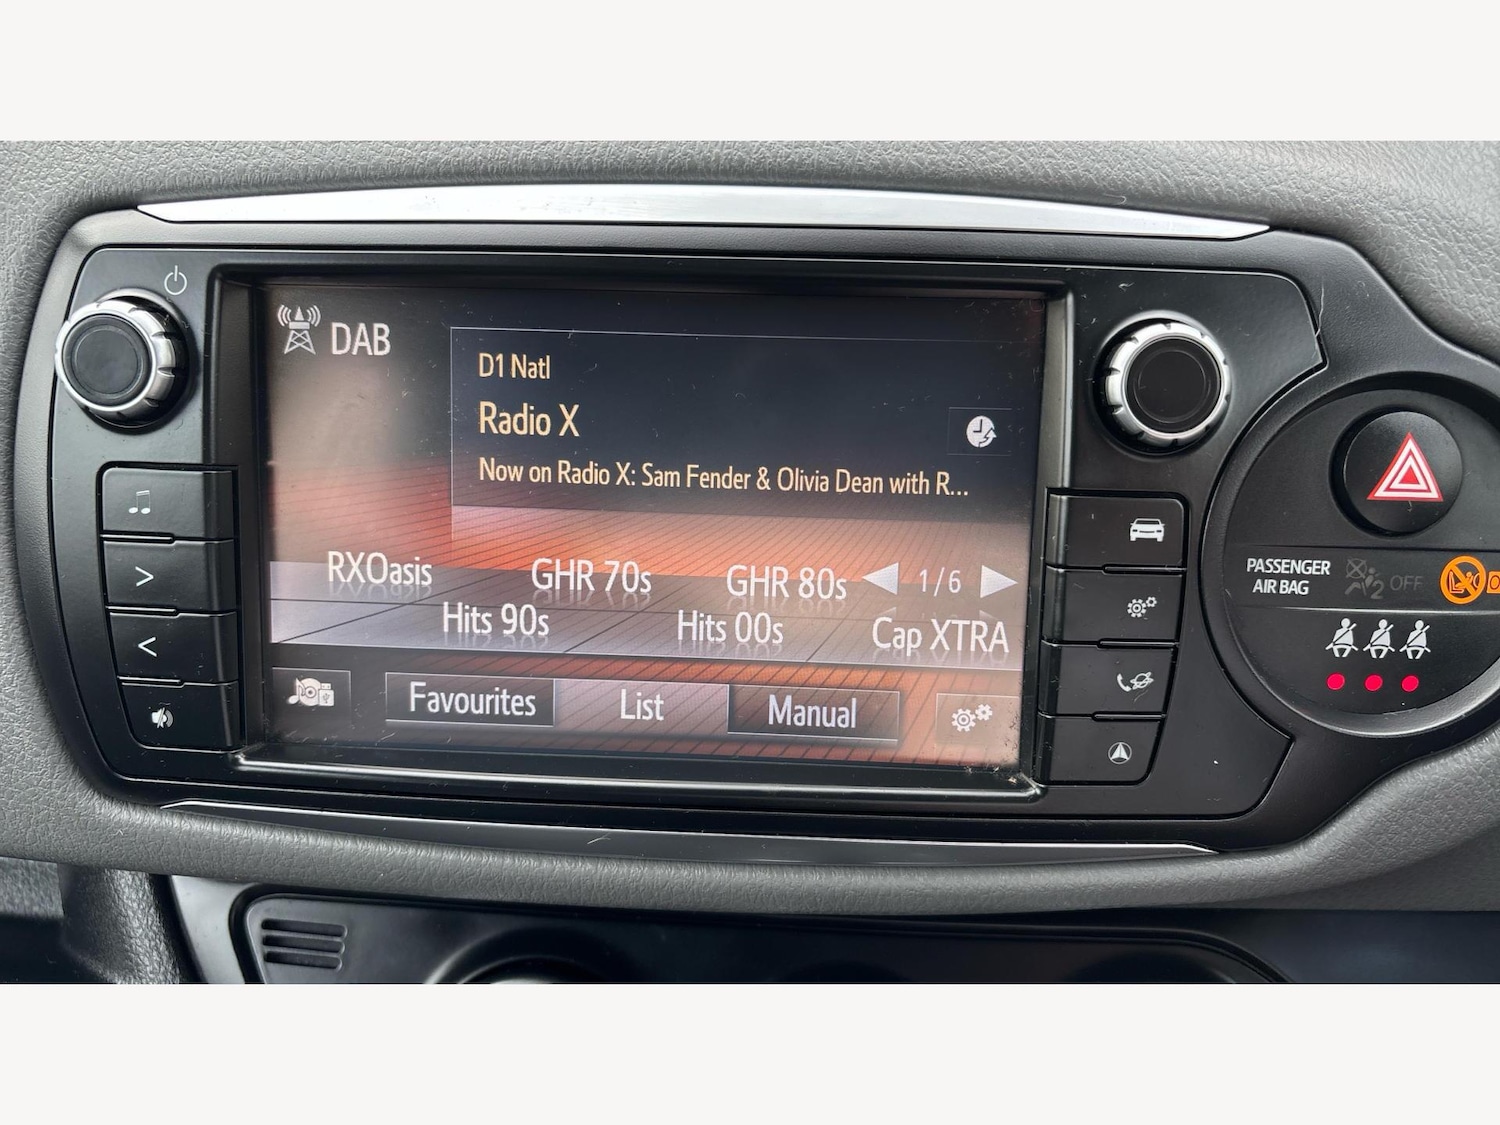 DAB
D1 Natl
Radio X
Now on Radio X: Sam Fender & Olivia Dean with R...
RXOasis GHR 70s GHR 80s 1/6
Hits 90s Hits 00s Cap XTRA
Favourites List Manual
PASSENGER
AIR BAG
2 OFF